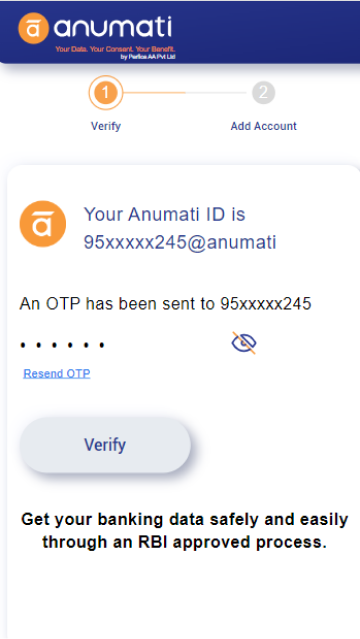 ā anumati
Your Data. Your Consent. Your Benefit.
by Perfios AA Pvt Ltd
1 2
Verify Add Account
ā Your Anumati ID is
95xxxxx245@anumati
An OTP has been sent to 95xxxxx245
• • • • • •
Resend OTP
Verify
Get your banking data safely and easily
through an RBI approved process.